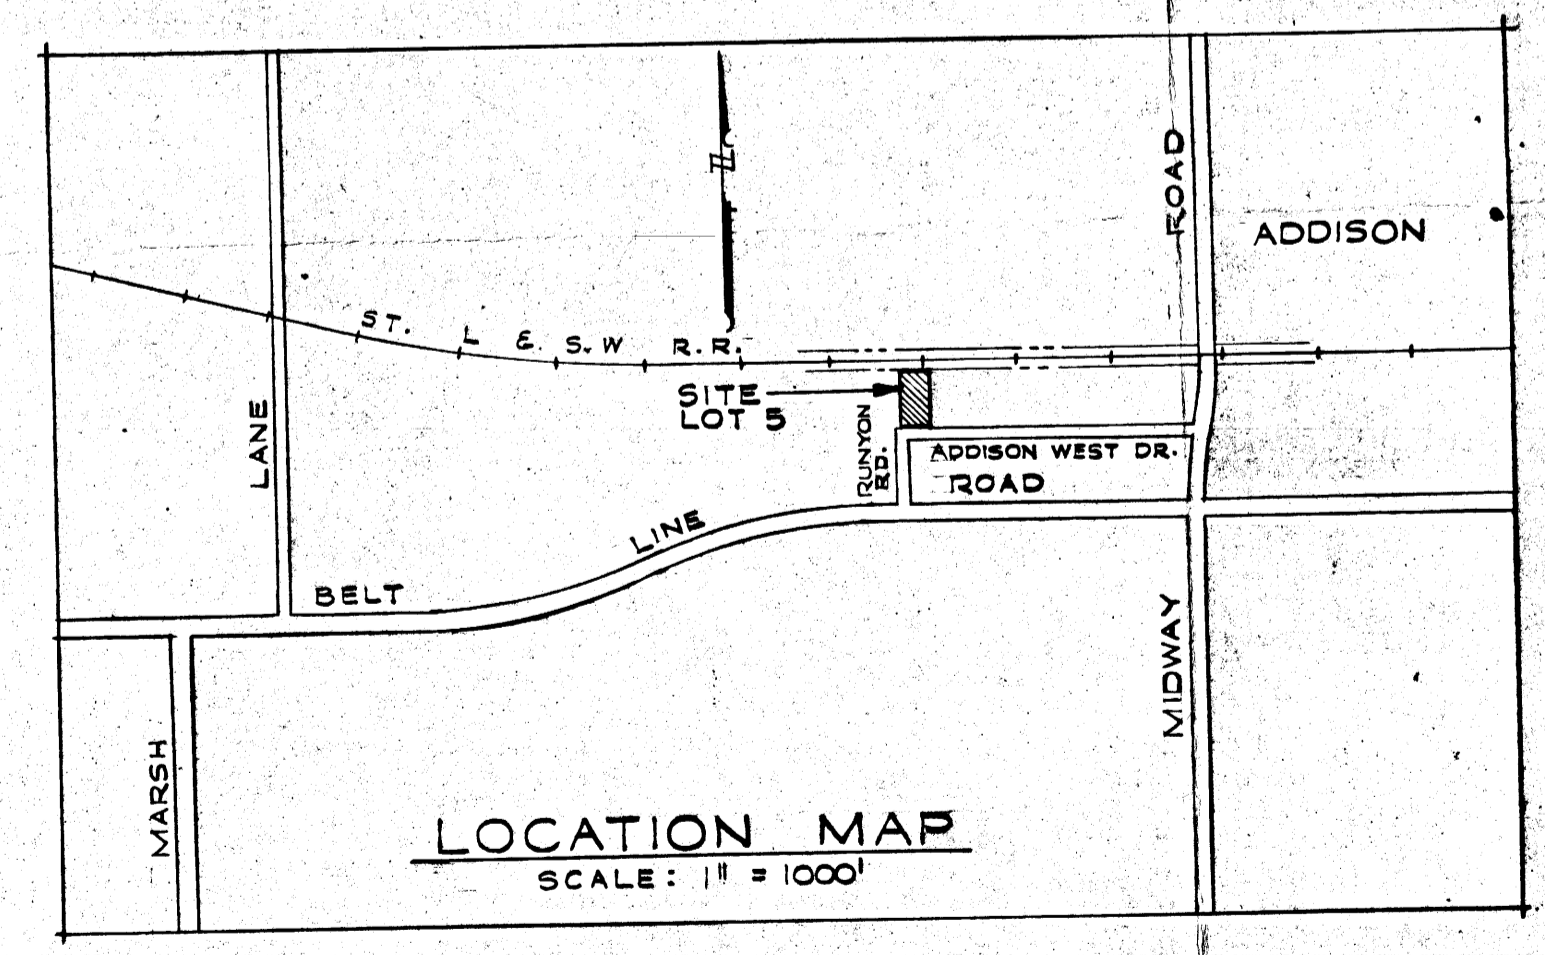 ROAD
ADDISON
ST. L & S.W R.R.
SITE
LOT 5
LANE
RUNYON
RD.
ADDISON WEST DR.
ROAD
LINE
BELT
MIDWAY
MARSH
LOCATION MAP
SCALE: 1" = 1000'